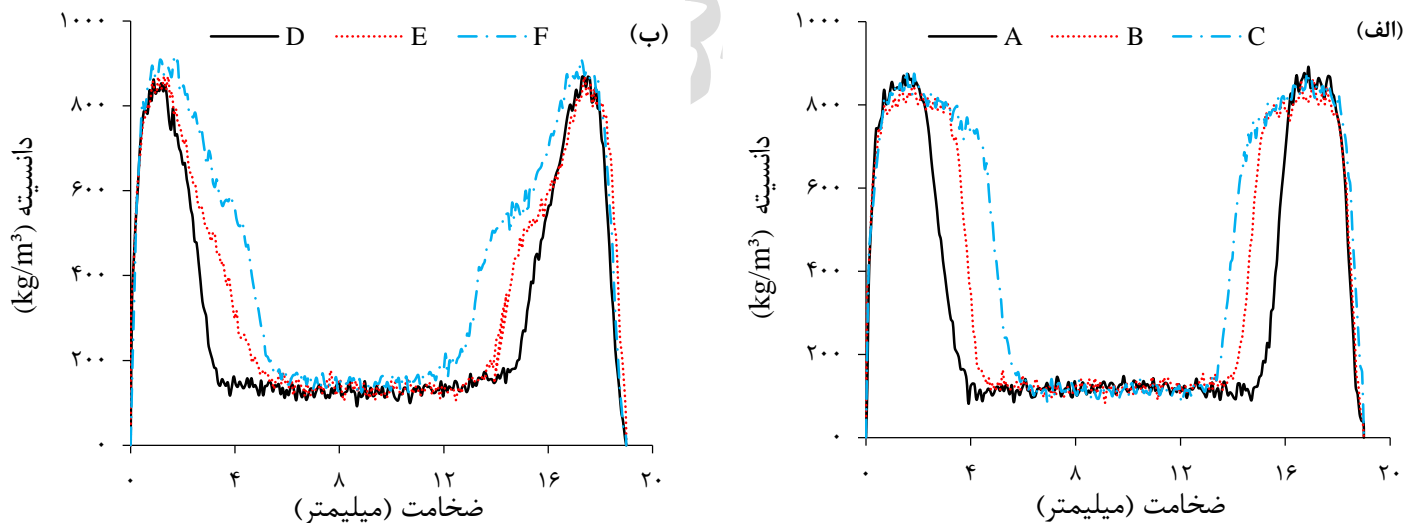 (الف)
A B C
۱۰۰۰
۸۰۰
۶۰۰
۴۰۰
۲۰۰
۰
دانسیته (kg/m³)
۰ ۴ ۸ ۱۲ ۱۶ ۲۰
ضخامت (میلیمتر)
(ب)
D E F
۱۰۰۰
۸۰۰
۶۰۰
۴۰۰
۲۰۰
۰
دانسیته (kg/m³)
۰ ۴ ۸ ۱۲ ۱۶ ۲۰
ضخامت (میلیمتر)